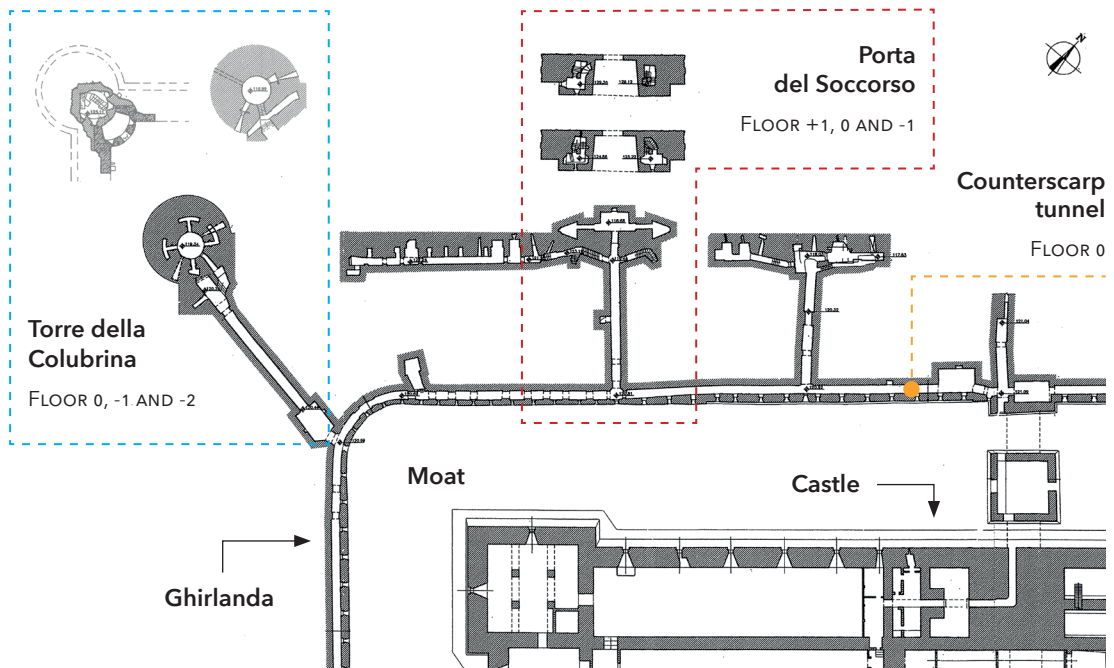 N
Porta
del Soccorso
FLOOR +1, 0 AND -1
Counterscarp
tunnel
FLOOR 0
Torre della
Colubrina
FLOOR 0, -1 AND -2
Moat
Castle
Ghirlanda